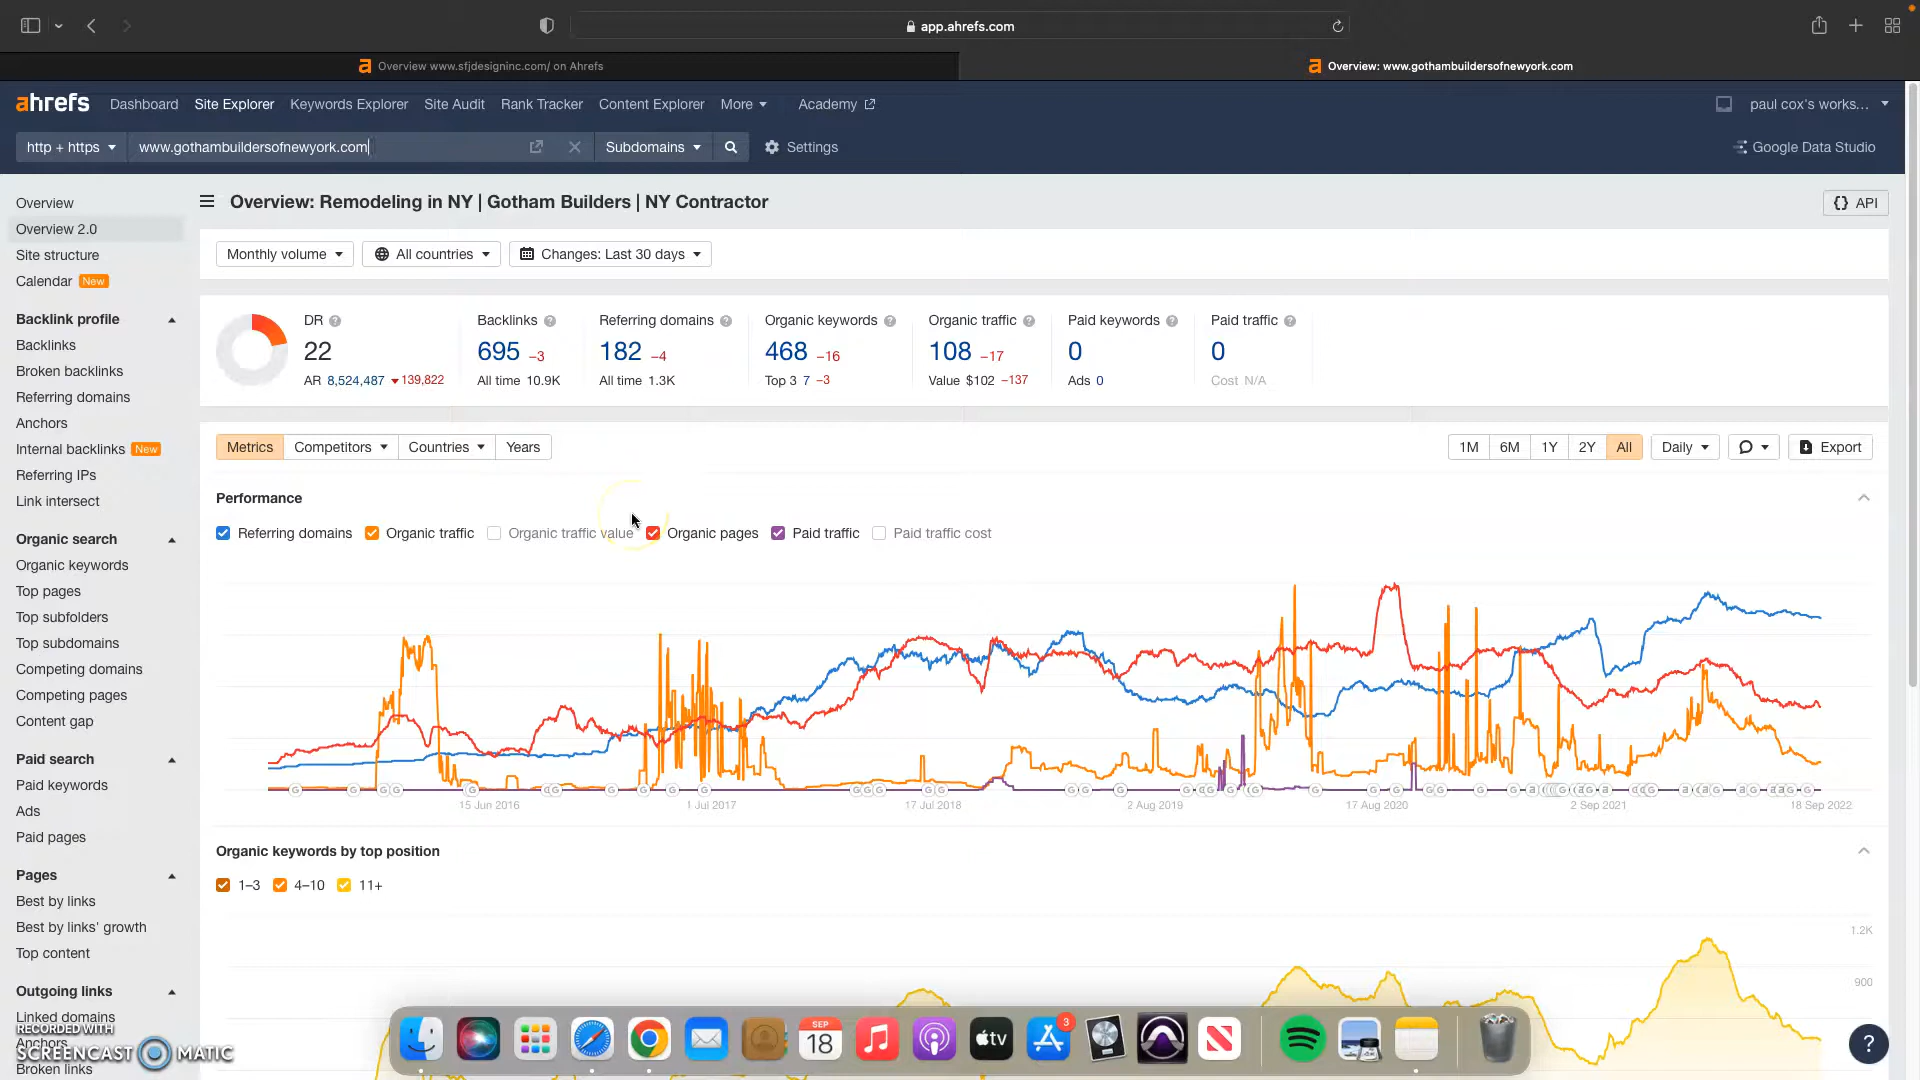 app.ahrefs.com
Overview www.sfjdesigninc.com/ on Ahrefs
Overview: www.gothambuildersofnewyork.com
ahrefs Dashboard Site Explorer Keywords Explorer Site Audit Rank Tracker Content Explorer More Academy paul cox's works...
http + https www.gothambuildersofnewyork.com Subdomains Settings Google Data Studio
Overview
Overview 2.0
Site structure
Calendar New
Backlink profile
Backlinks
Broken backlinks
Referring domains
Anchors
Internal backlinks New
Referring IPs
Link intersect
Organic search
Organic keywords
Top pages
Top subfolders
Top subdomains
Competing domains
Competing pages
Content gap
Paid search
Paid keywords
Ads
Paid pages
Pages
Best by links
Best by links' growth
Top content
Outgoing links
Linked domains
Anchors
Broken links
RECORDED WITH
SCREENCAST MATIC
Overview: Remodeling in NY | Gotham Builders | NY Contractor
{} API
Monthly volume All countries Changes: Last 30 days
DR Backlinks Referring domains Organic keywords Organic traffic Paid keywords Paid traffic
22 695 -3 182 -4 468 -16 108 -17 0 0
AR 8,524,487 139,822 All time 10.9K All time 1.3K Top 3 7 -3 Value $102 -137 Ads 0 Cost N/A
Metrics Competitors Countries Years 1M 6M 1Y 2Y All Daily Export
Performance
Referring domains Organic traffic Organic traffic value Organic pages Paid traffic Paid traffic cost
15 Jun 2016 1 Jul 2017 17 Jul 2018 2 Aug 2019 17 Aug 2020 2 Sep 2021 18 Sep 2022
Organic keywords by top position
1–3 4–10 11+
1.2K
900
SEP
18
tv
3
?